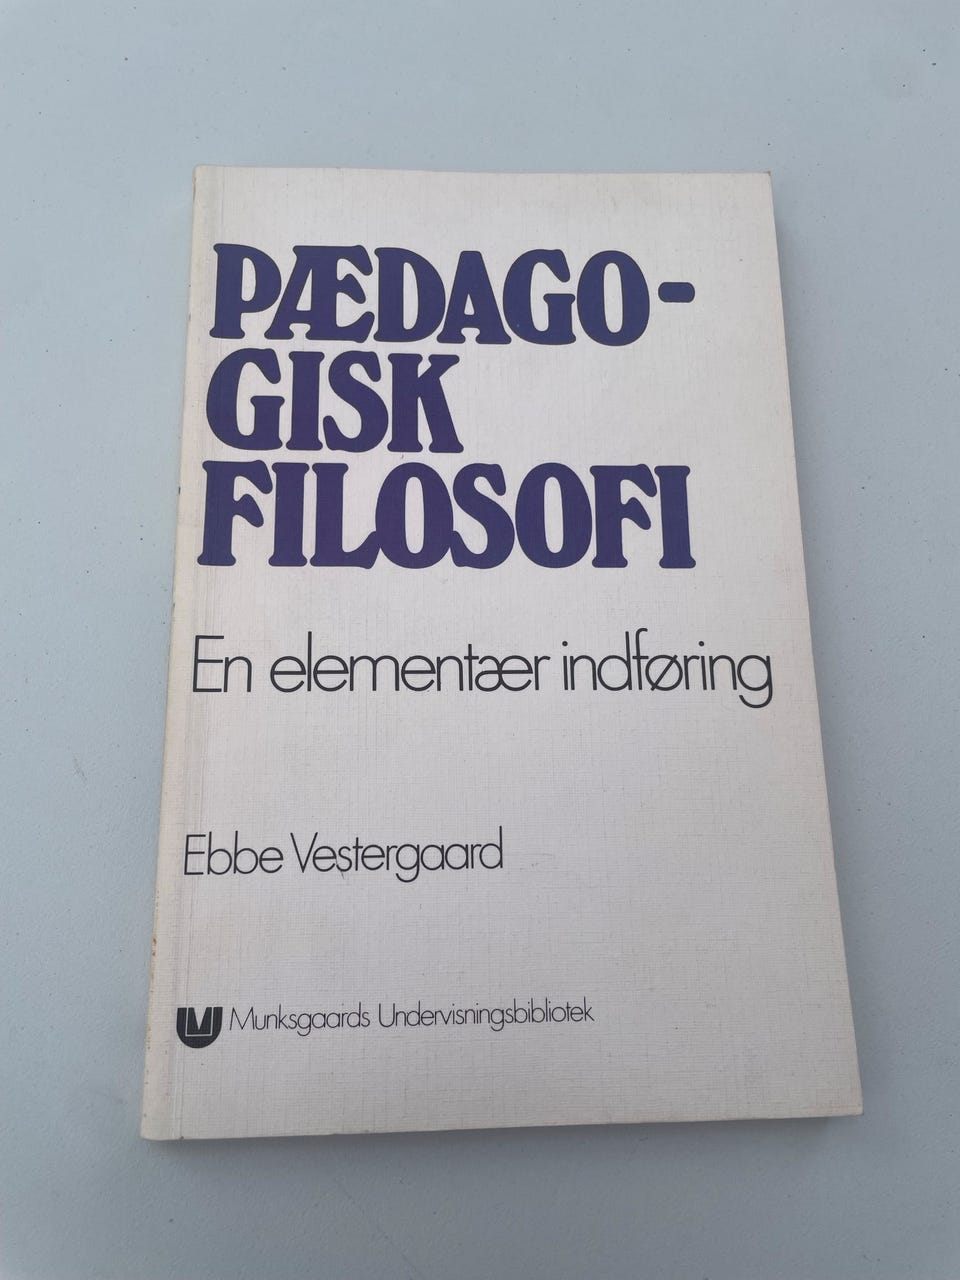 PÆDAGO-
GISK
FILOSOFI
En elementær indføring
Ebbe Vestergaard
Munksgaards Undervisningsbibliotek